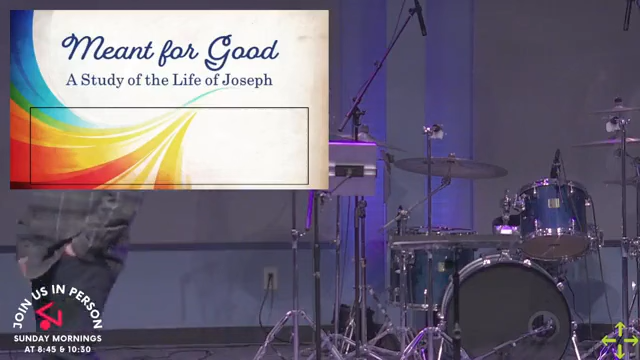 Meant for Good
A Study of the Life of Joseph
JOIN US IN PERSON
SUNDAY MORNINGS
AT 8:45 & 10:30